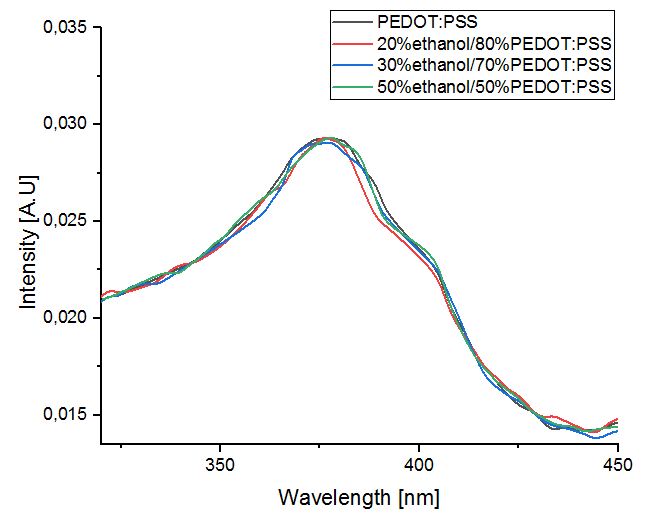 PEDOT:PSS
20%ethanol/80%PEDOT:PSS
30%ethanol/70%PEDOT:PSS
50%ethanol/50%PEDOT:PSS
0,035
0,030
0,025
0,020
0,015
Intensity [A.U]
350
400
450
Wavelength [nm]